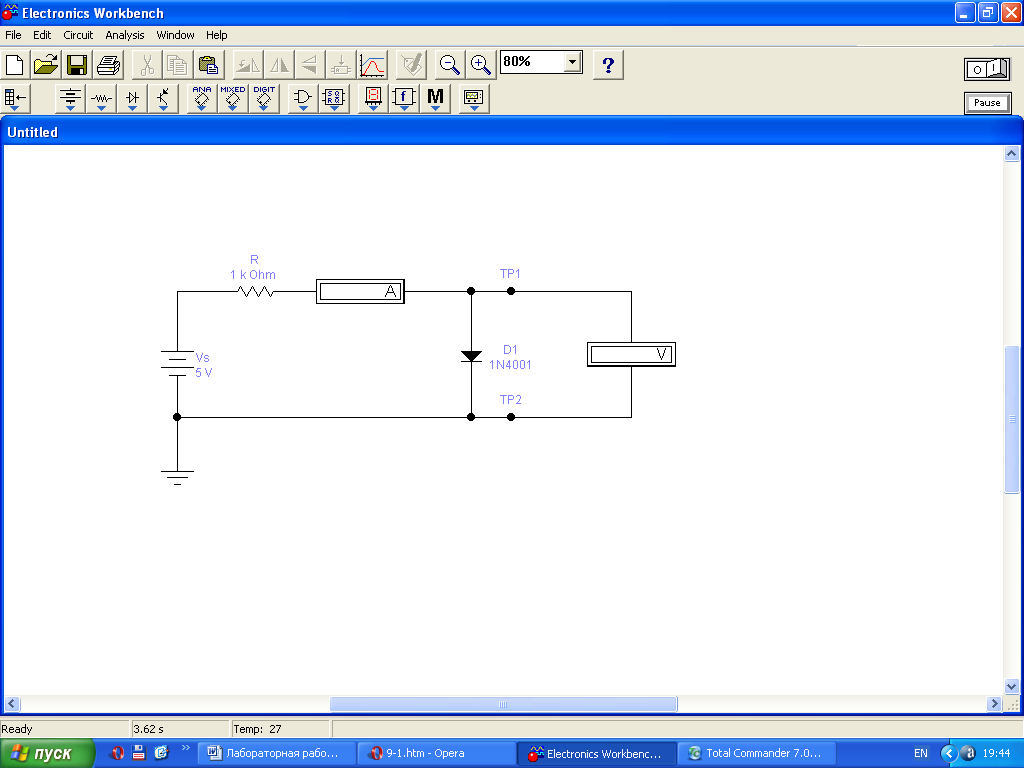 Electronics Workbench
File Edit Circuit Analysis Window Help
80%
?
ANA MIXED DIGIT
f M
Pause
Untitled
R
1 k Ohm
A
TP1
Vs
5 V
D1
1N4001
V
TP2
Ready 3.62 s Temp: 27
пуск
Лабораторная рабо...
9-1.htm - Opera
Electronics Workbenc...
Total Commander 7.0...
EN
19:44